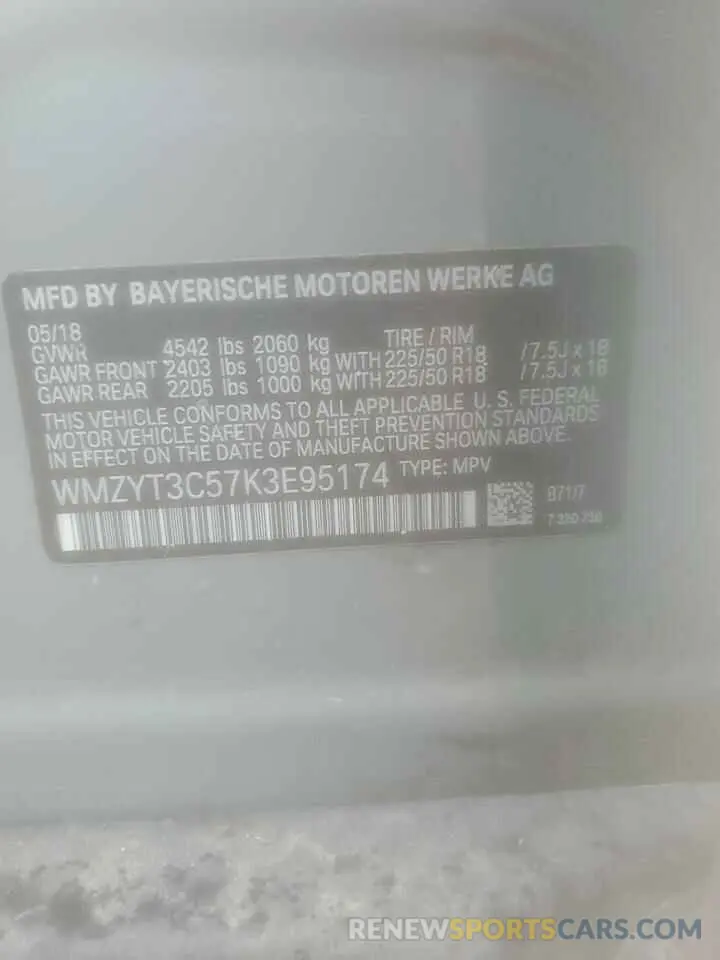 MFD BY BAYERISCHE MOTOREN WERKE AG
05/18 TIRE / RIM
GVWR 4542 lbs 2060 kg
GAWR FRONT 2403 lbs 1090 kg WITH 225/50 R18 /7.5J x 18
GAWR REAR 2205 lbs 1000 kg WITH 225/50 R18 /7.5J x 18
THIS VEHICLE CONFORMS TO ALL APPLICABLE U.S. FEDERAL
MOTOR VEHICLE SAFETY AND THEFT PREVENTION STANDARDS
IN EFFECT ON THE DATE OF MANUFACTURE SHOWN ABOVE.
WMZYT3C57K3E95174 TYPE: MPV
B71/7
RENEWSPORTSCARS.COM